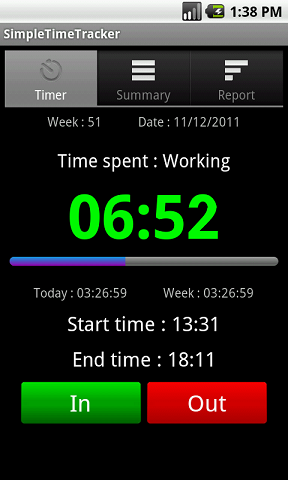 1:38 PM
SimpleTimeTracker
Timer Summary Report
Week : 51 Date : 11/12/2011
Time spent : Working
06:52
Today : 03:26:59 Week : 03:26:59
Start time : 13:31
End time : 18:11
In Out